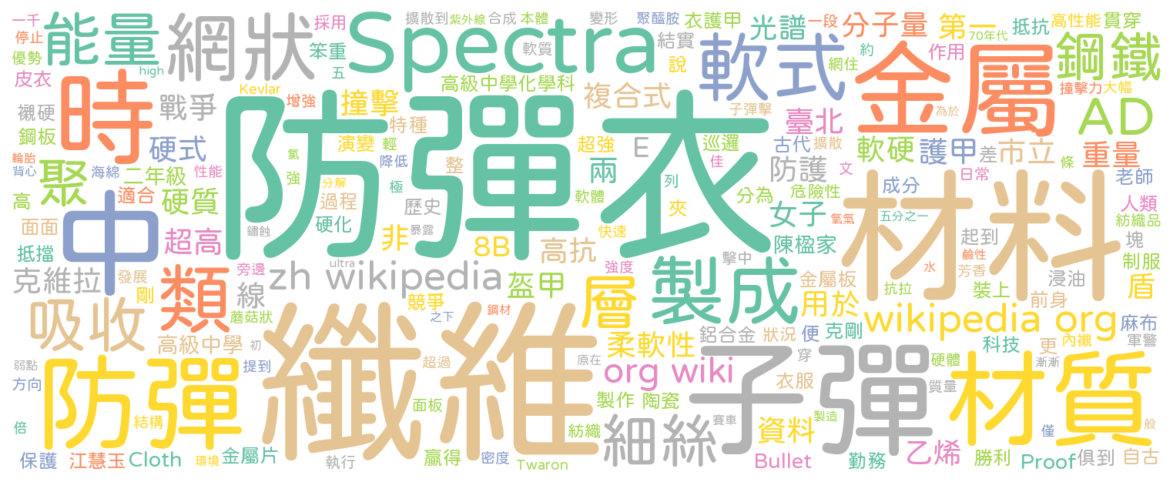 一千
能量
網狀
Spectra
擴散到
紫外線
合成
本體
變形
聚醯胺
衣護甲
光譜
採用
分子量
第一
抵抗
高性能
貫穿
停止
優勢
high
皮衣
時
笨重
五
軟質
結實
說
軟式
一段
約
作用
70年代
網住
金屬
鋼鐵
Kevlar
高級中學化學科
撞擊力
大幅
襯硬
戰爭
增強
撞擊
複合式
子彈擊
為於
AD
鋼板
硬式
防彈衣
特種
演變
輕
超強
E
巡邏
臺北
古代
擴散
軟硬
護甲
差
市立
重量
輪胎
背心
海綿
性能
氫
降低
佳
文
條
聚
二年級
整
兩
防護
日常
老師
高
適合
硬質
強
分解
極
列
分為
危險性
成分
人類
紡織品
中
過程
軟體
夾
女子
五分之一
材料
面面
硬化
歷史
暴露
鏽蝕
非
8B
高抗
快速
陳楹家
氧氣
起到
塊
制服
抵擋
超高
旁邊
ultra
擊中
鹼性
克維拉
類
zh wikipedia
強度
製成
金屬板
水
芳香
浸油
發展
剛
線
盔甲
層
抗拉
裝上
前身
盾
蘑菇狀
競爭
之下
鋼材
用於
wikipedia org
麻布
吸收
纖維
鋁合金
狀況
便
克剛
內襯
軍警
高級中學
初
柔軟性
科技
更
漸漸
弱點
提到
超過
原在
org wiki
穿
衣服
子彈
硬體
材質
方向
防彈
面板
製作
陶瓷
質量
倍
結構
紡織
細絲
賽車
資料
製造
乙烯
僅
般
保護
江慧玉
Cloth
環境
金屬片
執行
贏得
密度
Twaron
Bullet
勤務
勝利
Proof
俱到
自古